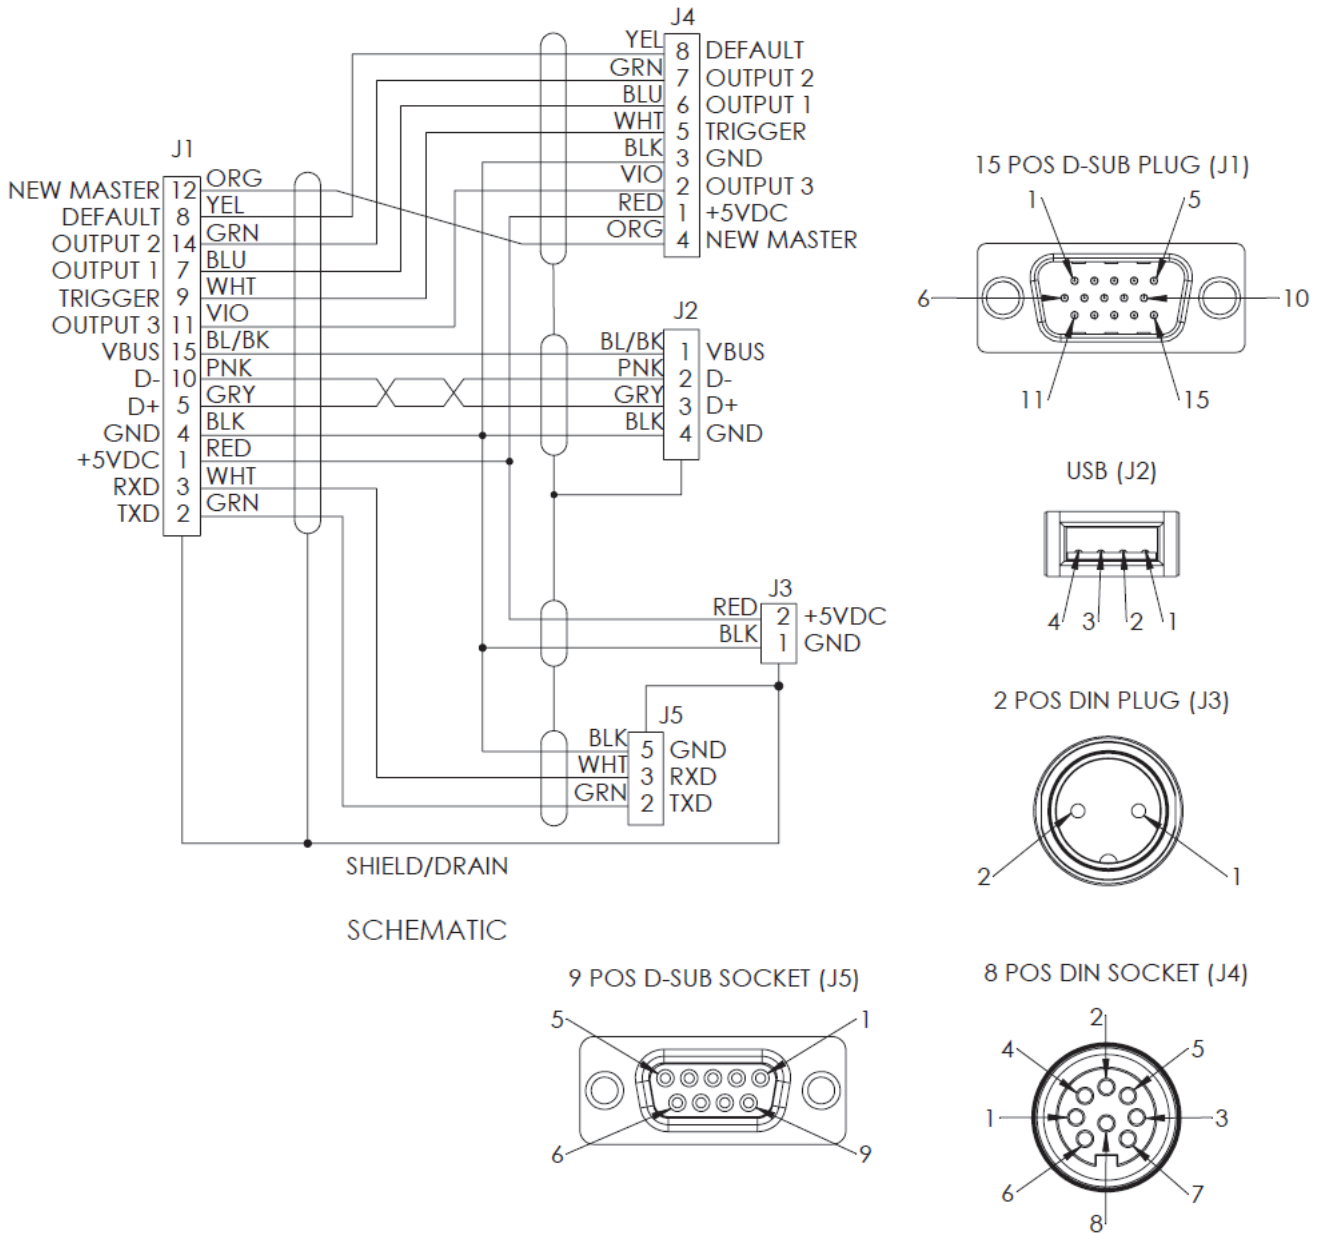 J4
YEL 8 DEFAULT
GRN 7 OUTPUT 2
BLU 6 OUTPUT 1
WHT 5 TRIGGER
BLK 3 GND
VIO 2 OUTPUT 3
RED 1 +5VDC
ORG 4 NEW MASTER
J1
NEW MASTER 12 ORG
DEFAULT 8 YEL
OUTPUT 2 14 GRN
OUTPUT 1 7 BLU
TRIGGER 9 WHT
OUTPUT 3 11 VIO
VBUS 15 BL/BK
D- 10 PNK
D+ 5 GRY
GND 4 BLK
+5VDC 1 RED
RXD 3 WHT
TXD 2 GRN
J2
BL/BK 1 VBUS
PNK 2 D-
GRY 3 D+
BLK 4 GND
J3
RED 2 +5VDC
BLK 1 GND
J5
BLK 5 GND
WHT 3 RXD
GRN 2 TXD
SHIELD/DRAIN
SCHEMATIC
15 POS D-SUB PLUG (J1)
1 5
6 10
11 15
USB (J2)
4 3 2 1
2 POS DIN PLUG (J3)
2 1
9 POS D-SUB SOCKET (J5)
5 1
6 9
8 POS DIN SOCKET (J4)
2
4 5
1 3
6 7
8